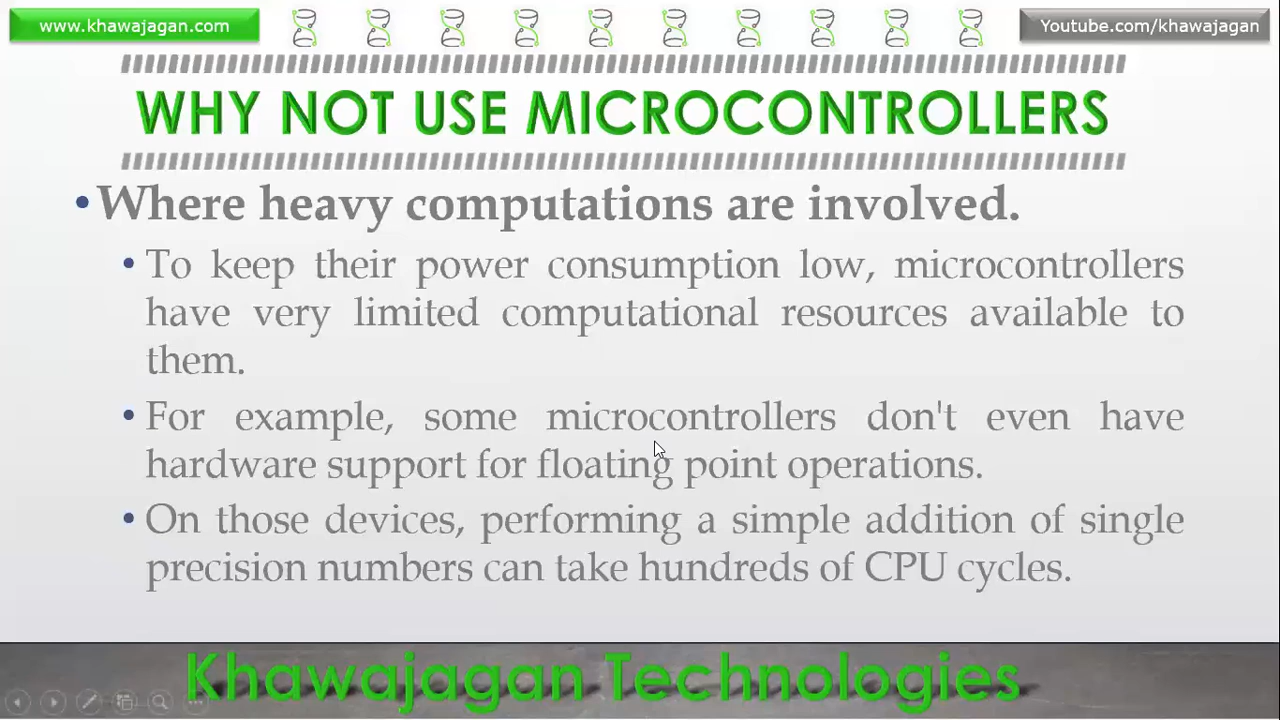 www.khawajagan.com
Youtube.com/khawajagan
WHY NOT USE MICROCONTROLLERS
• Where heavy computations are involved.
• To keep their power consumption low, microcontrollers
have very limited computational resources available to
them.
• For example, some microcontrollers don't even have
hardware support for floating point operations.
• On those devices, performing a simple addition of single
precision numbers can take hundreds of CPU cycles.
Khawajagan Technologies